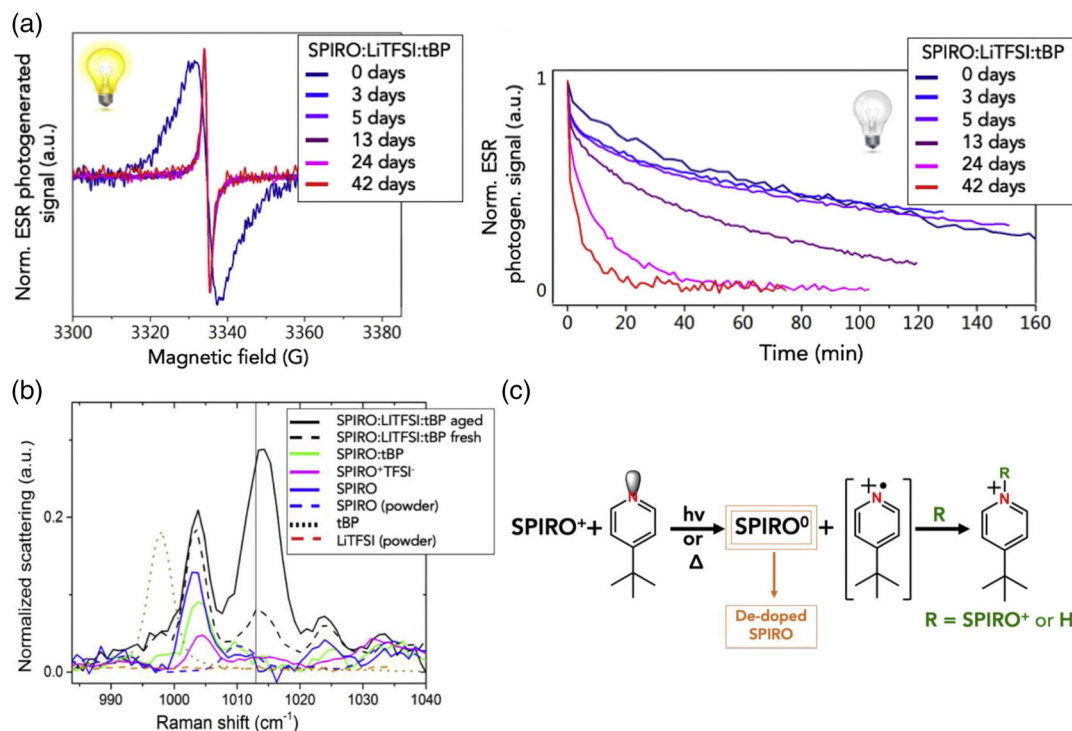 (a)
Norm. ESR photogenerated
signal (a.u.)
SPIRO:LiTFSI:tBP
0 days
3 days
5 days
13 days
24 days
42 days
3300 3320 3340 3360 3380
Magnetic field (G)
Norm. ESR
photogen. signal (a.u.)
1
0
SPIRO:LiTFSI:tBP
0 days
3 days
5 days
13 days
24 days
42 days
0 20 40 60 80 100 120 140 160
Time (min)
(b)
Normalized scattering (a.u.)
0.2
0.0
SPIRO:LITFSI:tBP aged
SPIRO:LITFSI:tBP fresh
SPIRO:tBP
SPIRO⁺TFSI⁻
SPIRO
SPIRO (powder)
tBP
LiTFSI (powder)
990 1000 1010 1020 1030 1040
Raman shift (cm⁻¹)
(c)
SPIRO⁺ +
N
hν
or
Δ
SPIRO⁰
+
+•
N
R
R
+
N
De-doped
SPIRO
R = SPIRO⁺ or H